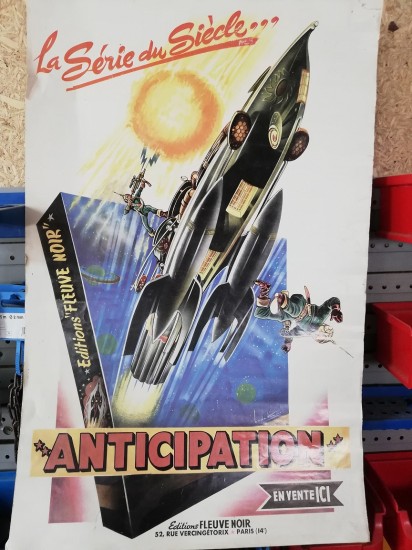 La Série du Siècle...
Editions "FLEUVE NOIR"
ANTICIPATION
EN VENTE ICI
Editions FLEUVE NOIR
52, RUE VERCINGÉTORIX - PARIS (14ᵉ)